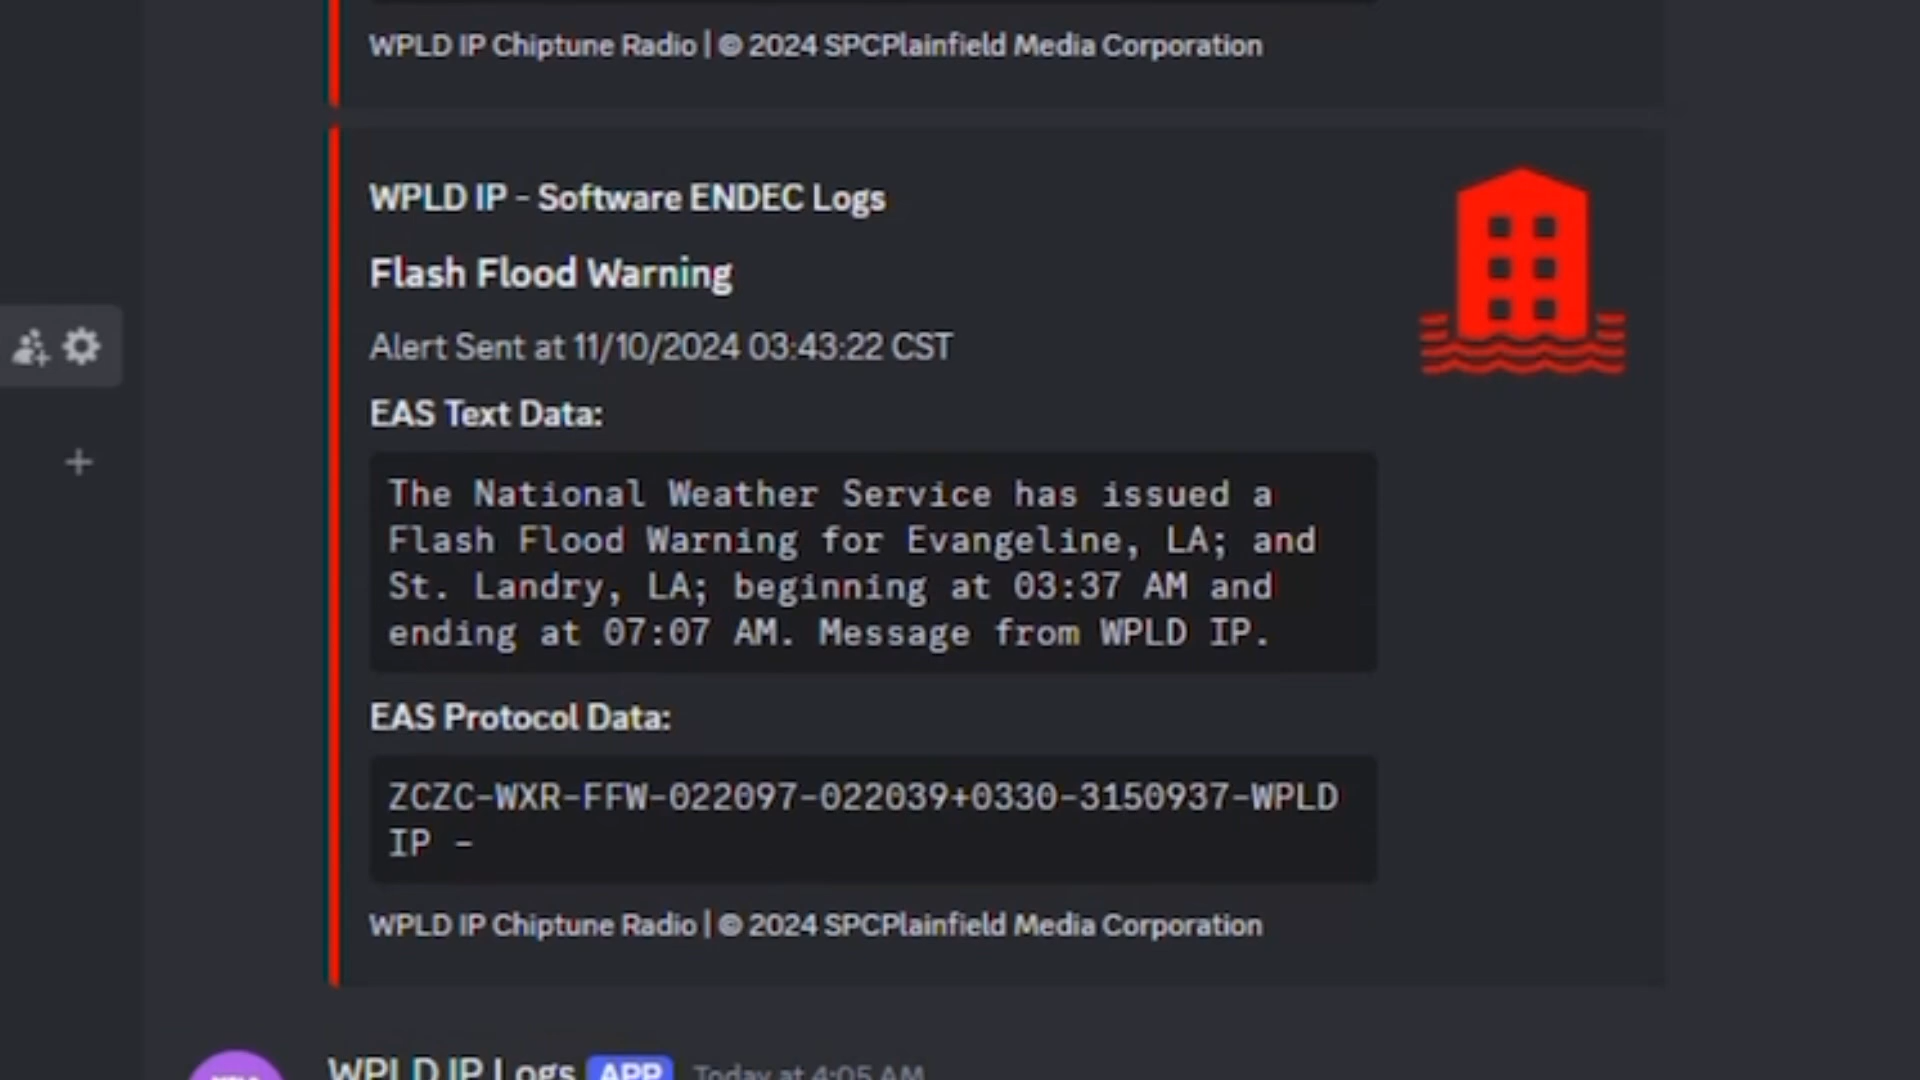 WPLD IP Chiptune Radio | © 2024 SPCPlainfield Media Corporation
WPLD IP - Software ENDEC Logs
Flash Flood Warning
Alert Sent at 11/10/2024 03:43:22 CST
EAS Text Data:
The National Weather Service has issued a
Flash Flood Warning for Evangeline, LA; and
St. Landry, LA; beginning at 03:37 AM and
ending at 07:07 AM. Message from WPLD IP.
EAS Protocol Data:
ZCZC-WXR-FFW-022097-022039+0330-3150937-WPLD
IP -
WPLD IP Chiptune Radio | © 2024 SPCPlainfield Media Corporation
WPLD IP Logs APP Today at 4:05 AM